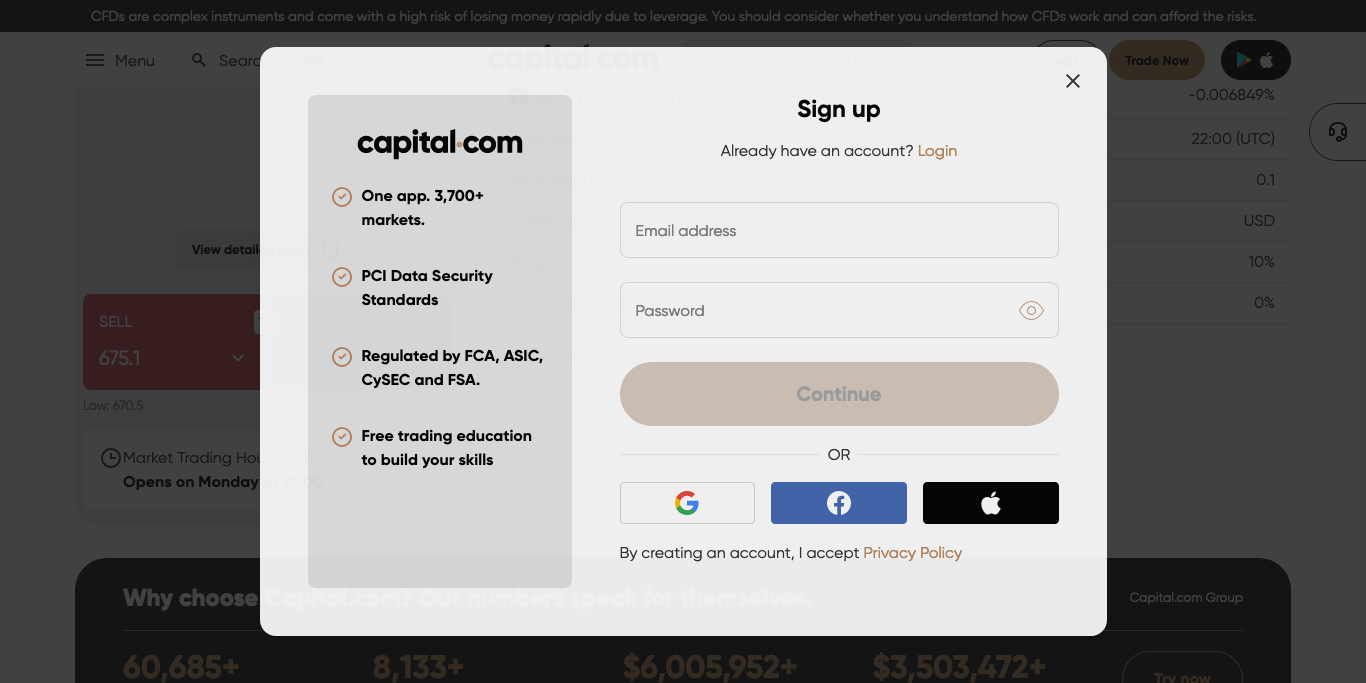 CFDs are complex instruments and come with a high risk of losing money rapidly due to leverage. You should consider whether you understand how CFDs work and can afford the risks.
Menu
Search
capital.com
Log In
Trade Now
-0.006849%
22:00 (UTC)
0.1
USD
10%
0%
View detailed
SELL
675.1
Low: 670.5
Market Trading Hours
Opens on Monday at
capital.com
One app. 3,700+
markets.
PCI Data Security
Standards
Regulated by FCA, ASIC,
CySEC and FSA.
Free trading education
to build your skills
Sign up
Already have an account? Login
Email address
Password
Continue
OR
By creating an account, I accept Privacy Policy
Why choose Capital.com? Our numbers speak for themselves.
Capital.com Group
60,685+
8,133+
$6,005,952+
$3,503,472+
Try now